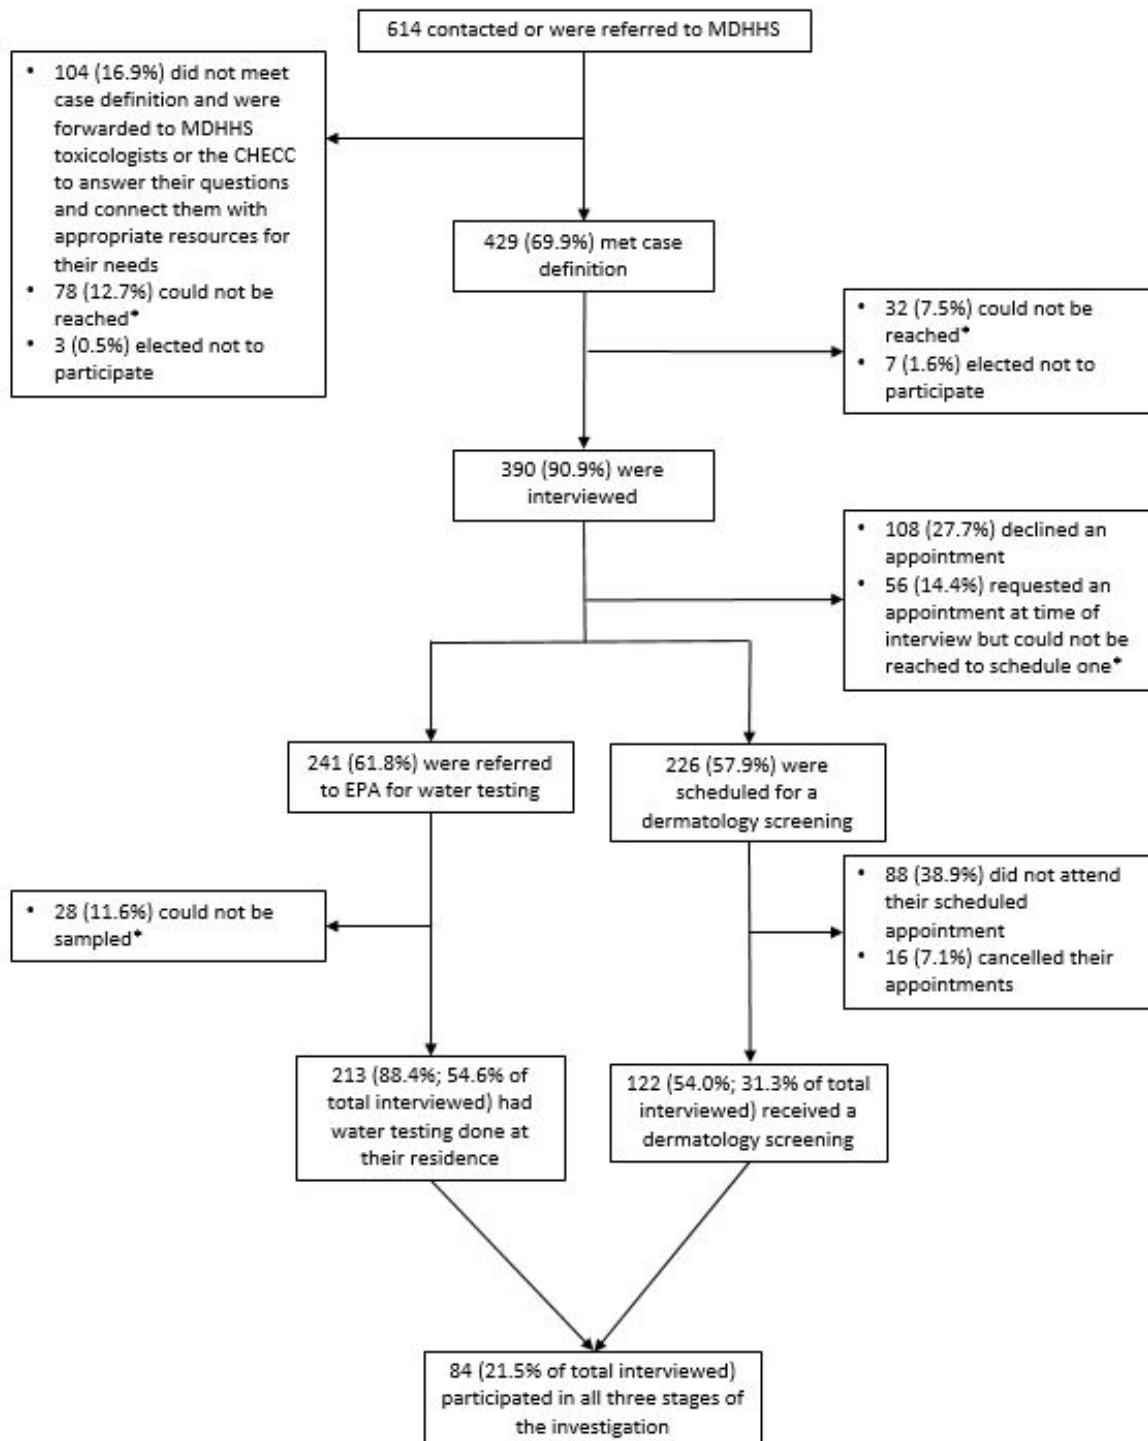 614 contacted or were referred to MDHHS
• 104 (16.9%) did not meet
case definition and were
forwarded to MDHHS
toxicologists or the CHECC
to answer their questions
and connect them with
appropriate resources for
their needs
• 78 (12.7%) could not be
reached*
• 3 (0.5%) elected not to
participate
429 (69.9%) met case
definition
• 32 (7.5%) could not be
reached*
• 7 (1.6%) elected not to
participate
390 (90.9%) were
interviewed
• 108 (27.7%) declined an
appointment
• 56 (14.4%) requested an
appointment at time of
interview but could not be
reached to schedule one*
241 (61.8%) were referred
to EPA for water testing
226 (57.9%) were
scheduled for a
dermatology screening
• 28 (11.6%) could not be
sampled*
• 88 (38.9%) did not attend
their scheduled
appointment
• 16 (7.1%) cancelled their
appointments
213 (88.4%; 54.6% of
total interviewed) had
water testing done at
their residence
122 (54.0%; 31.3% of total
interviewed) received a
dermatology screening
84 (21.5% of total interviewed)
participated in all three stages of
the investigation